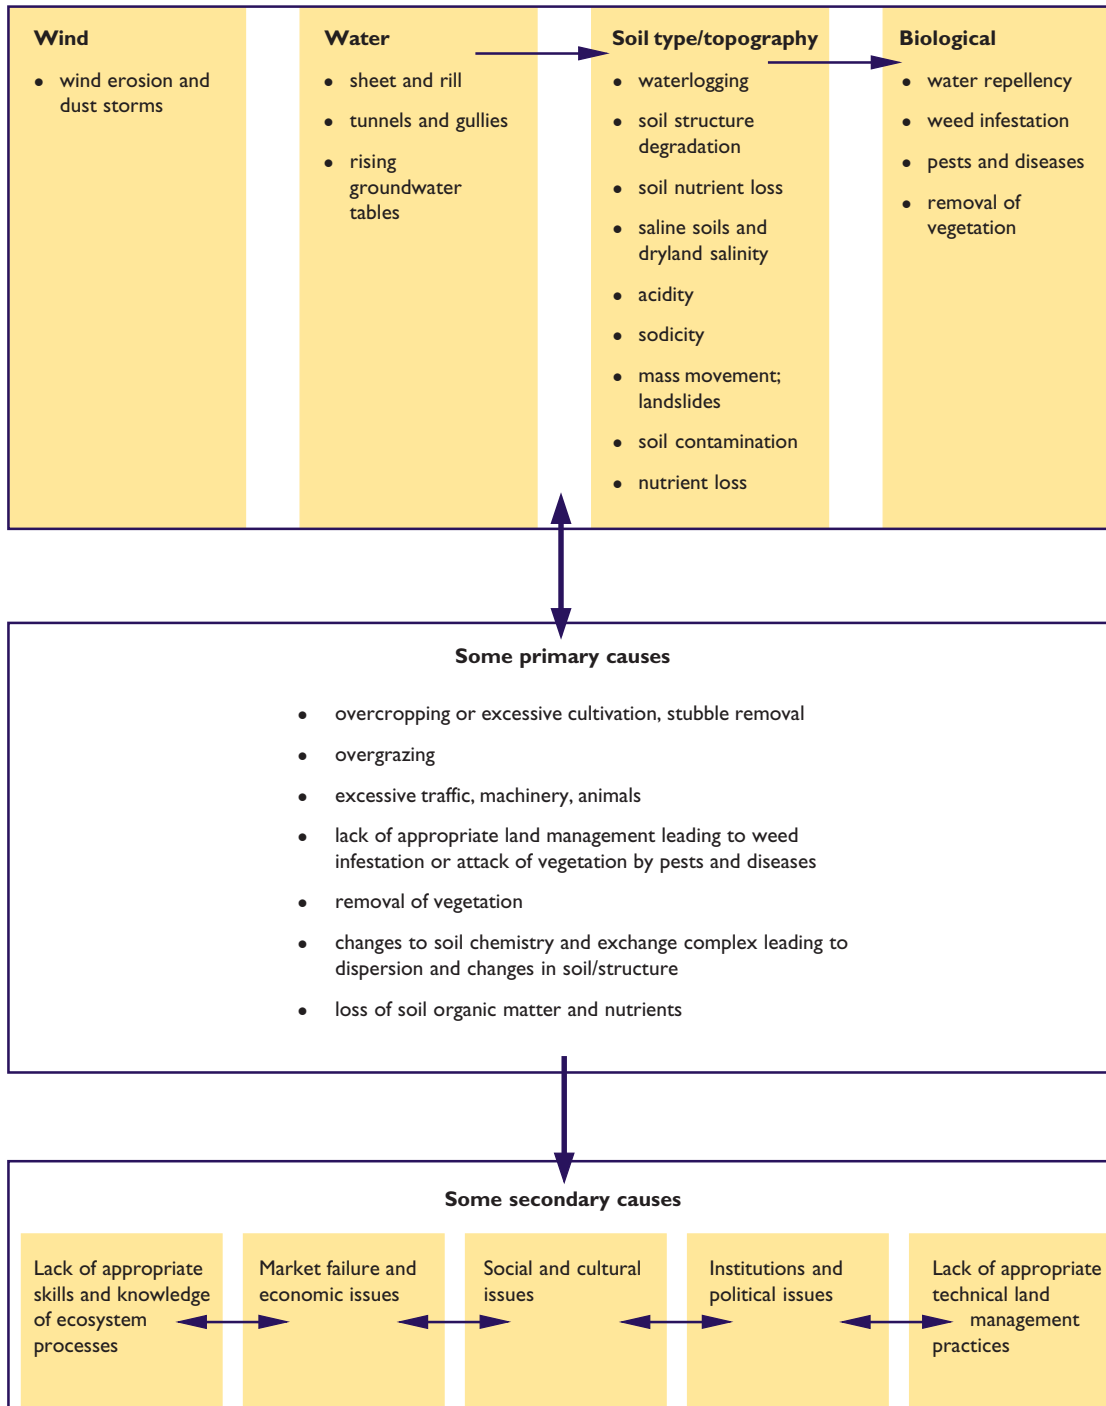 Wind
• wind erosion and
dust storms
Water
• sheet and rill
• tunnels and gullies
• rising
groundwater
tables
Soil type/topography
• waterlogging
• soil structure
degradation
• soil nutrient loss
• saline soils and
dryland salinity
• acidity
• sodicity
• mass movement;
landslides
• soil contamination
• nutrient loss
Biological
• water repellency
• weed infestation
• pests and diseases
• removal of
vegetation
Some primary causes
• overcropping or excessive cultivation, stubble removal
• overgrazing
• excessive traffic, machinery, animals
• lack of appropriate land management leading to weed
infestation or attack of vegetation by pests and diseases
• removal of vegetation
• changes to soil chemistry and exchange complex leading to
dispersion and changes in soil/structure
• loss of soil organic matter and nutrients
Some secondary causes
Lack of appropriate
skills and knowledge
of ecosystem
processes
Market failure and
economic issues
Social and cultural
issues
Institutions and
political issues
Lack of appropriate
technical land
management
practices